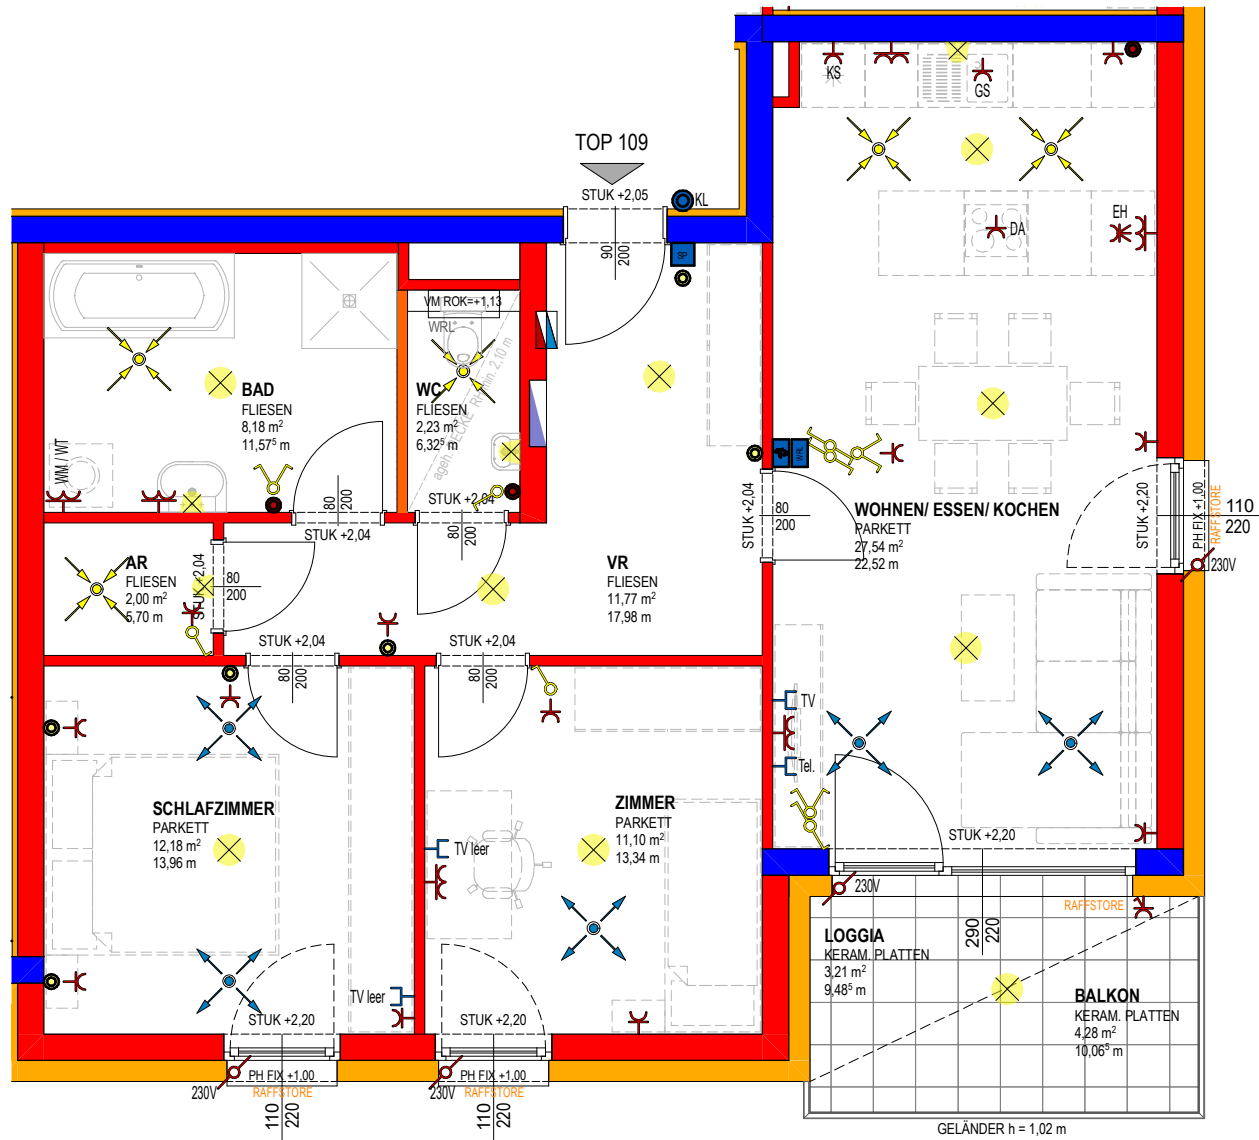 TOP 109
STUK +2,05
KL
90
200
SP
KS
GS
DA
EH
VM ROK=+1,13
WRL
ageh. DECKE RH min. 2,10 m
BAD
FLIESEN
8,18 m²
11,57⁵ m
WC
FLIESEN
2,23 m²
6,32⁵ m
WM / WT
80
200
STUK +2,04
STUK +2,04
80
200
AR
FLIESEN
2,00 m²
5,70 m
STUK +2,04
80
200
VR
FLIESEN
11,77 m²
17,98 m
STUK +2,04
80
200
WRL
WOHNEN/ ESSEN/ KOCHEN
PARKETT
27,54 m²
22,52 m
STUK +2,20
PH FIX +1,00
RAFFSTORE
110
220
230V
STUK +2,04
80
200
STUK +2,04
80
200
TV
Tel.
SCHLAFZIMMER
PARKETT
12,18 m²
13,96 m
ZIMMER
PARKETT
11,10 m²
13,34 m
TV leer
TV leer
STUK +2,20
230V
RAFFSTORE
290
220
LOGGIA
KERAM. PLATTEN
3,21 m²
9,48⁵ m
BALKON
KERAM. PLATTEN
4,28 m²
10,06⁵ m
STUK +2,20
STUK +2,20
PH FIX +1,00
PH FIX +1,00
230V
RAFFSTORE
230V
RAFFSTORE
110
220
110
220
GELÄNDER h = 1,02 m